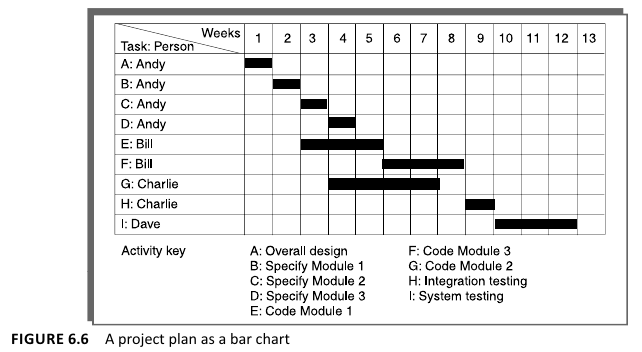 Weeks
Task: Person
1 2 3 4 5 6 7 8 9 10 11 12 13
A: Andy
B: Andy
C: Andy
D: Andy
E: Bill
F: Bill
G: Charlie
H: Charlie
I: Dave
Activity key
A: Overall design
B: Specify Module 1
C: Specify Module 2
D: Specify Module 3
E: Code Module 1
F: Code Module 3
G: Code Module 2
H: Integration testing
I: System testing
FIGURE 6.6 A project plan as a bar chart